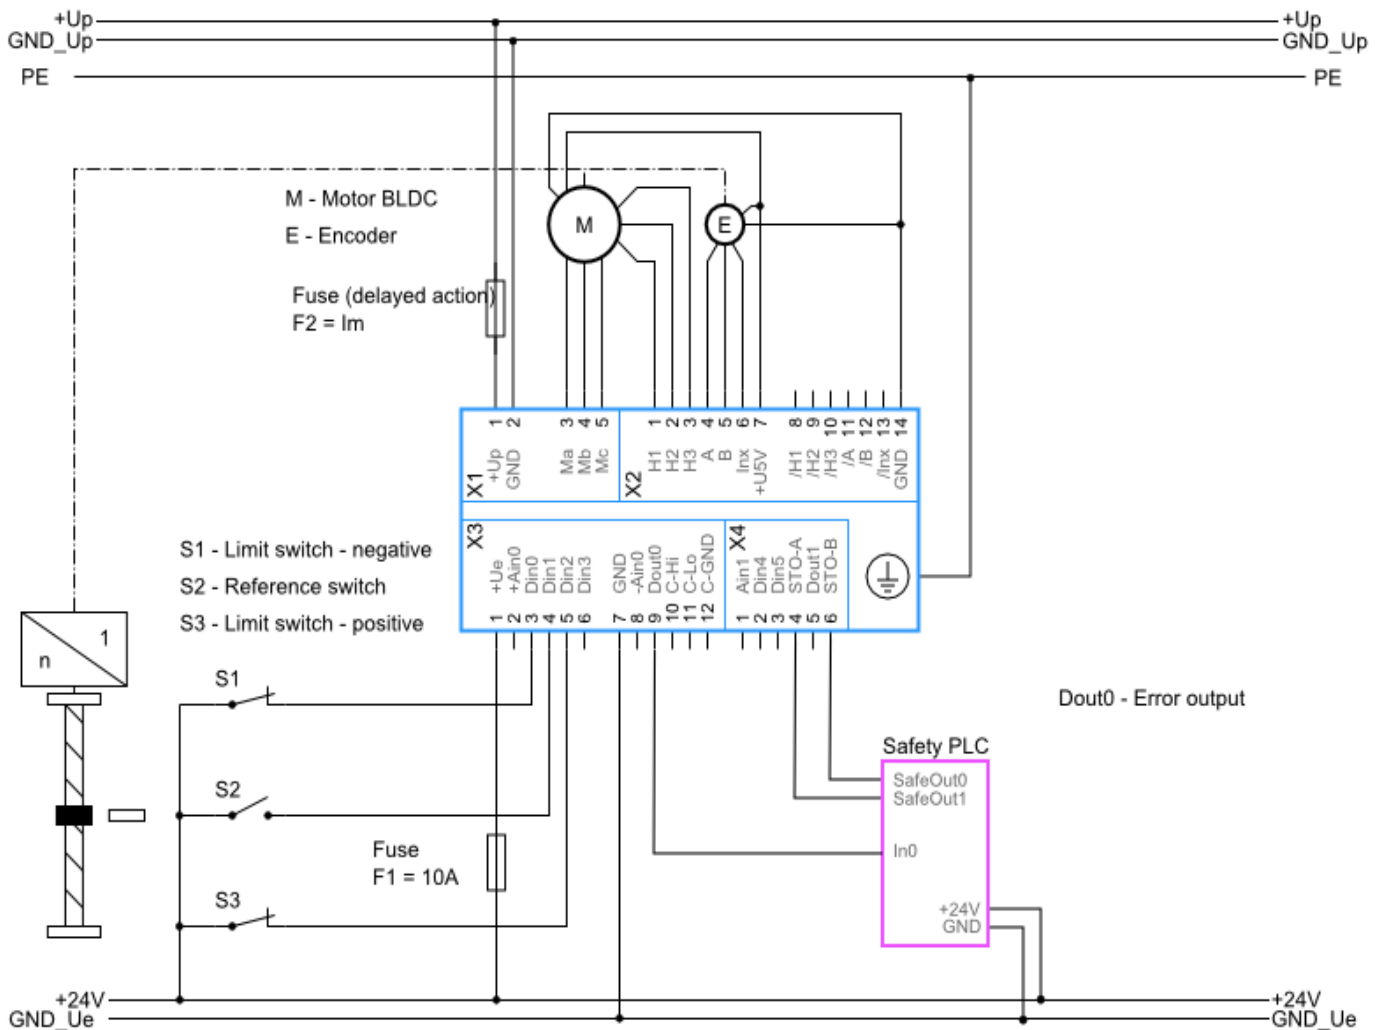 +Up +Up
GND_Up GND_Up
PE PE
M - Motor BLDC
E - Encoder
M
E
Fuse (delayed action)
F2 = Im
1 2 3 4 5
+Up GND Ma Mb Mc
X1
1 2 3 4 5 6 7 8 9 10 11 12 13 14
H1 H2 H3 A B Inx +U5V /H1 /H2 /H3 /A /B /Inx GND
X2
X3
+Ue +Ain0 Din0 Din1 Din2 Din3 GND -Ain0 Dout0 C-Hi C-Lo C-GND
1 2 3 4 5 6 7 8 9 10 11 12
X4
Ain1 Din4 Din5 STO-A Dout1 STO-B
1 2 3 4 5 6
S1 - Limit switch - negative
S2 - Reference switch
S3 - Limit switch - positive
1
n
S1
S2
S3
Fuse
F1 = 10A
Dout0 - Error output
Safety PLC
SafeOut0
SafeOut1
In0
+24V
GND
+24V +24V
GND_Ue GND_Ue